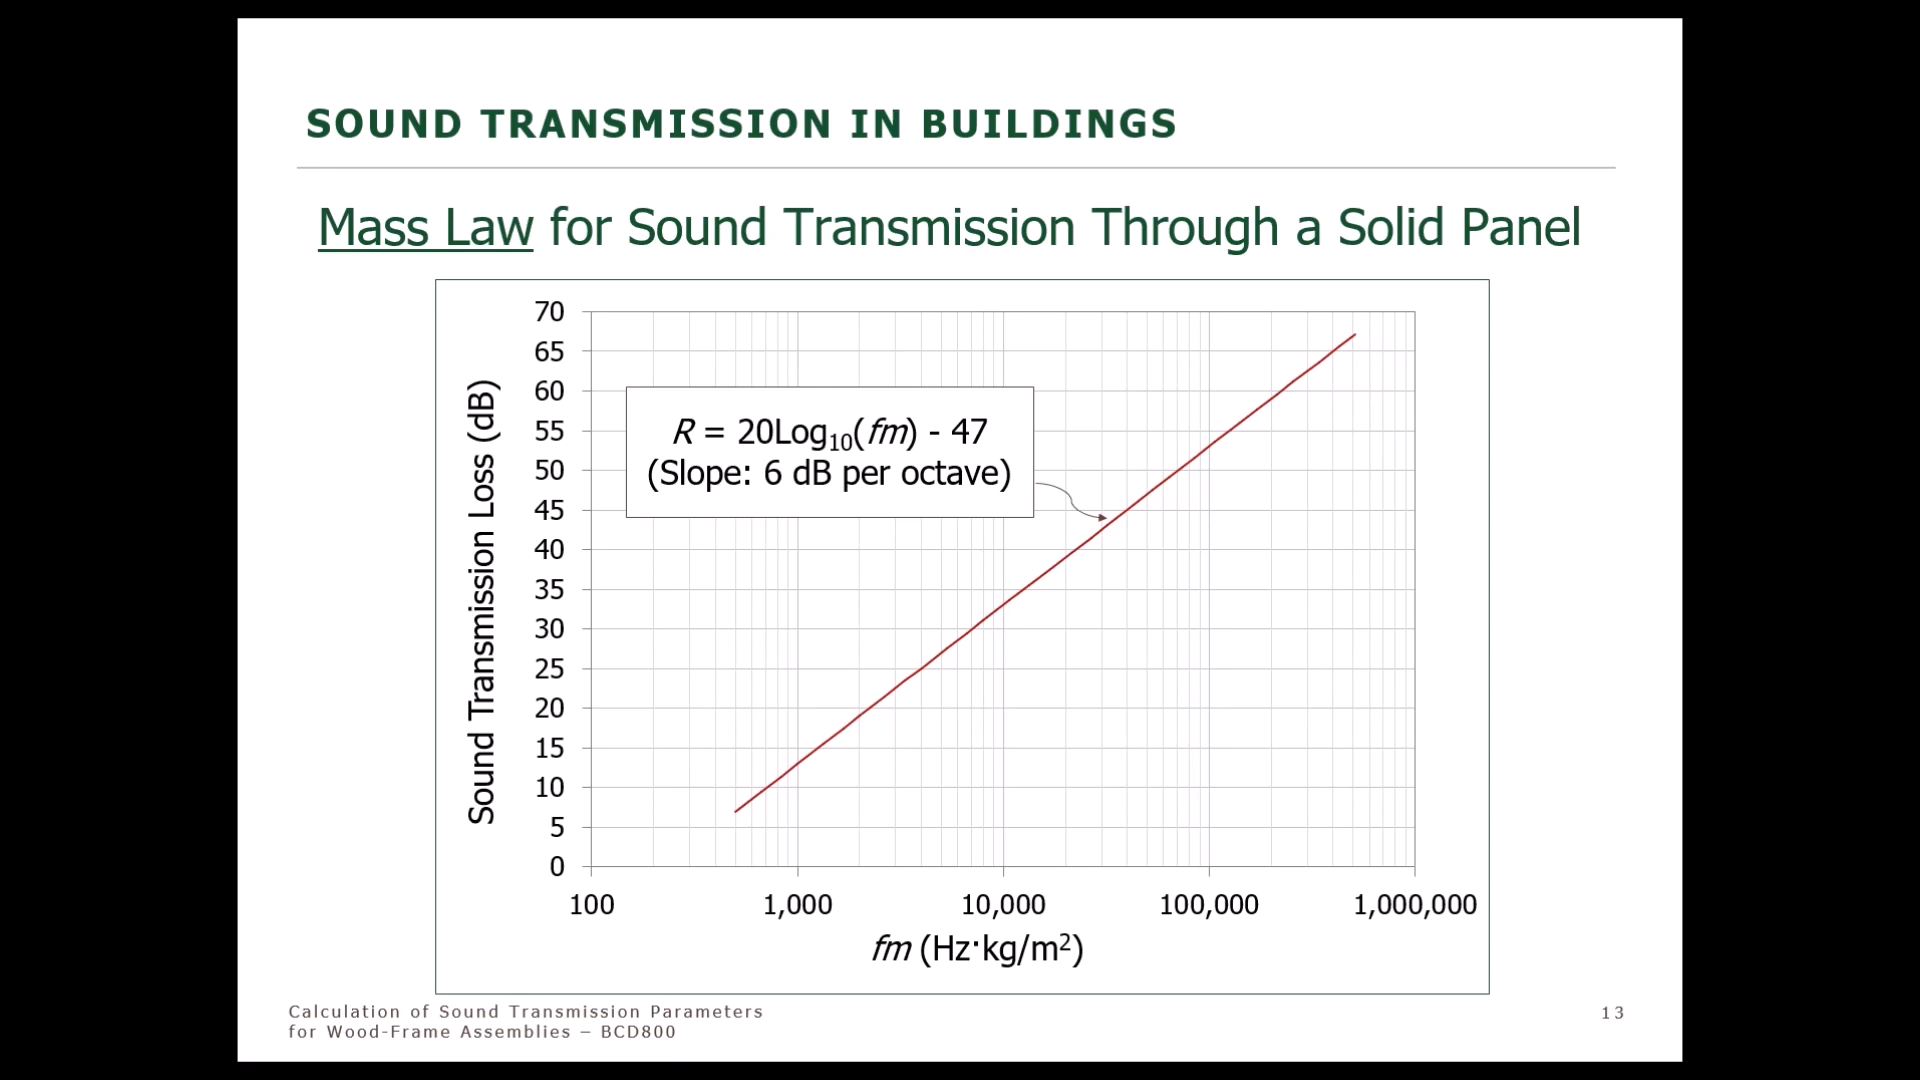 SOUND TRANSMISSION IN BUILDINGS
Mass Law for Sound Transmission Through a Solid Panel
70
65
60
55
50
45
40
35
30
25
20
15
10
5
0
Sound Transmission Loss (dB)
R = 20Log₁₀(fm) - 47
(Slope: 6 dB per octave)
100 1,000 10,000 100,000 1,000,000
fm (Hz·kg/m²)
Calculation of Sound Transmission Parameters
for Wood-Frame Assemblies – BCD800
13